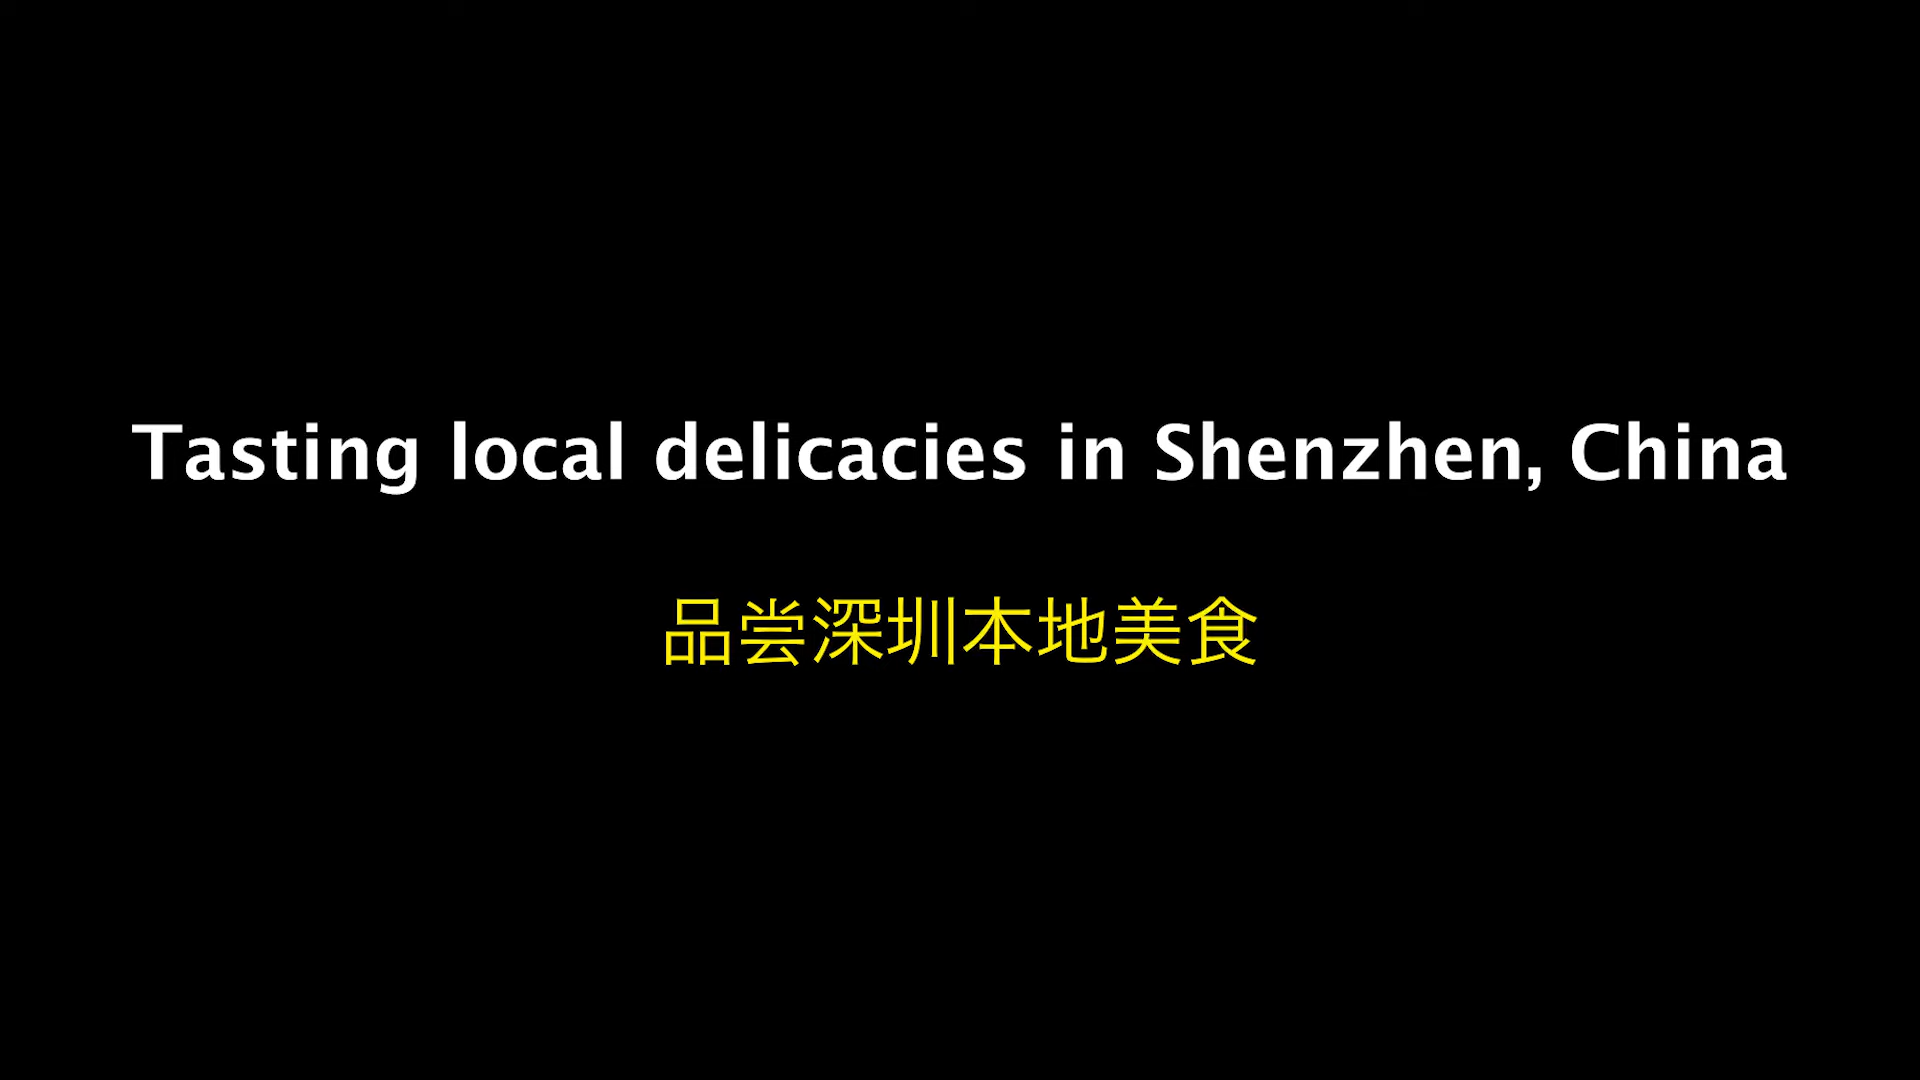 Tasting local delicacies in Shenzhen, China
品尝深圳本地美食